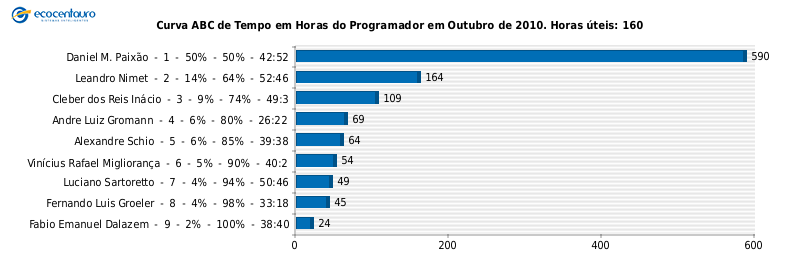 ecocentauro
Curva ABC de Tempo em Horas do Programador em Outubro de 2010. Horas úteis: 160
Daniel M. Paixão - 1 - 50% - 50% - 42:52 590
Leandro Nimet - 2 - 14% - 64% - 52:46 164
Cleber dos Reis Inácio - 3 - 9% - 74% - 49:3 109
Andre Luiz Gromann - 4 - 6% - 80% - 26:22 69
Alexandre Schio - 5 - 6% - 85% - 39:38 64
Vinícius Rafael Migliorança - 6 - 5% - 90% - 40:2 54
Luciano Sartoretto - 7 - 4% - 94% - 50:46 49
Fernando Luis Groeler - 8 - 4% - 98% - 33:18 45
Fabio Emanuel Dalazem - 9 - 2% - 100% - 38:40 24
0 200 400 600